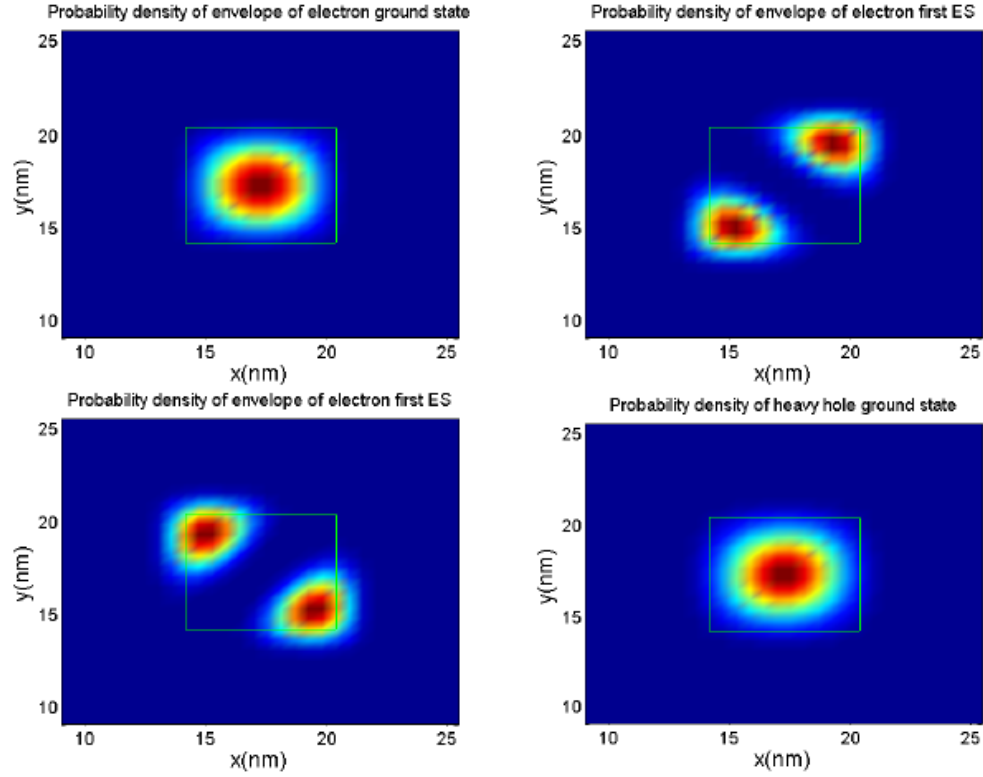 Probability density of envelope of electron ground state
25
20
15
10
y(nm)
10 15 20 25
x(nm)
Probability density of envelope of electron first ES
25
20
15
10
y(nm)
10 15 20 25
x(nm)
Probability density of envelope of electron first ES
25
20
15
10
y(nm)
10 15 20 25
x(nm)
Probability density of heavy hole ground state
25
20
15
10
y(nm)
10 15 20 25
x(nm)